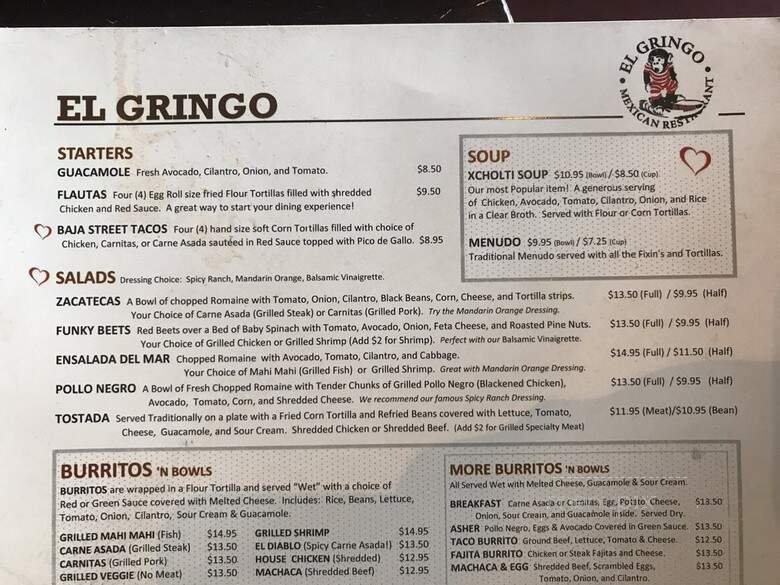 EL GRINGO
EL GRINGO
MEXICAN RESTAURANT
STARTERS
GUACAMOLE Fresh Avocado, Cilantro, Onion, and Tomato. $8.50
FLAUTAS Four (4) Egg Roll size fried Flour Tortillas filled with shredded $9.50
Chicken and Red Sauce. A great way to start your dining experience!
BAJA STREET TACOS Four (4) hand size soft Corn Tortillas filled with choice of
Chicken, Carnitas, or Carne Asada sautéed in Red Sauce topped with Pico de Gallo. $8.95
SOUP
XCHOLTI SOUP $10.95 (Bowl) / $8.50 (Cup)
Our most Popular item! A generous serving
of Chicken, Avocado, Tomato, Cilantro, Onion, and Rice
in a Clear Broth. Served with Flour or Corn Tortillas.
MENUDO $9.95 (Bowl) / $7.25 (Cup)
Traditional Menudo served with all the Fixin's and Tortillas.
SALADS Dressing Choice: Spicy Ranch, Mandarin Orange, Balsamic Vinaigrette.
ZACATECAS A Bowl of chopped Romaine with Tomato, Onion, Cilantro, Black Beans, Corn, Cheese, and Tortilla strips. $13.50 (Full) / $9.95 (Half)
Your Choice of Carne Asada (Grilled Steak) or Carnitas (Grilled Pork). Try the Mandarin Orange Dressing.
FUNKY BEETS Red Beets over a Bed of Baby Spinach with Tomato, Avocado, Onion, Feta Cheese, and Roasted Pine Nuts. $13.50 (Full) / $9.95 (Half)
Your Choice of Grilled Chicken or Grilled Shrimp (Add $2 for Shrimp). Perfect with our Balsamic Vinaigrette.
ENSALADA DEL MAR Chopped Romaine with Avocado, Tomato, Cilantro, and Cabbage. $14.95 (Full) / $11.50 (Half)
Your Choice of Mahi Mahi (Grilled Fish) or Grilled Shrimp. Great with Mandarin Orange Dressing.
POLLO NEGRO A Bowl of Fresh Chopped Romaine with Tender Chunks of Grilled Pollo Negro (Blackened Chicken), $13.50 (Full) / $9.95 (Half)
Avocado, Tomato, Corn, and Shredded Cheese. We recommend our famous Spicy Ranch Dressing.
TOSTADA Served Traditionally on a plate with a Fried Corn Tortilla and Refried Beans covered with Lettuce, Tomato, $11.95 (Meat)/$10.95 (Bean)
Cheese, Guacamole, and Sour Cream. Shredded Chicken or Shredded Beef. (Add $2 for Grilled Specialty Meat)
BURRITOS 'N BOWLS
BURRITOS are wrapped in a Flour Tortilla and served "Wet" with a choice of
Red or Green Sauce covered with Melted Cheese. Includes: Rice, Beans, Lettuce,
Tomato, Onion, Cilantro, Sour Cream & Guacamole.
GRILLED MAHI MAHI (Fish) $14.95 GRILLED SHRIMP $14.95
CARNE ASADA (Grilled Steak) $13.50 EL DIABLO (Spicy Carne Asada!) $13.50
CARNITAS (Grilled Pork) $13.50 HOUSE CHICKEN (Shredded) $12.95
GRILLED VEGGIE (No Meat) $13.50 MACHACA (Shredded Beef) $12.95
MORE BURRITOS 'N BOWLS
All Served Wet with Melted Cheese, Guacamole & Sour Cream.
BREAKFAST Carne Asada or Carnitas, Egg, Potato, Cheese, $13.50
Onion, Sour Cream, and Guacamole inside. Served Dry.
ASHER Pollo Negro, Eggs & Avocado Covered in Green Sauce. $13.50
TACO BURRITO Ground Beef, Lettuce, Tomato & Cheese. $12.50
FAJITA BURRITO Chicken or Steak Fajitas and Cheese. $13.50
MACHACA & EGG Shredded Beef, Scrambled Eggs, $13.50
Tomato, Onion, and Cilantro.